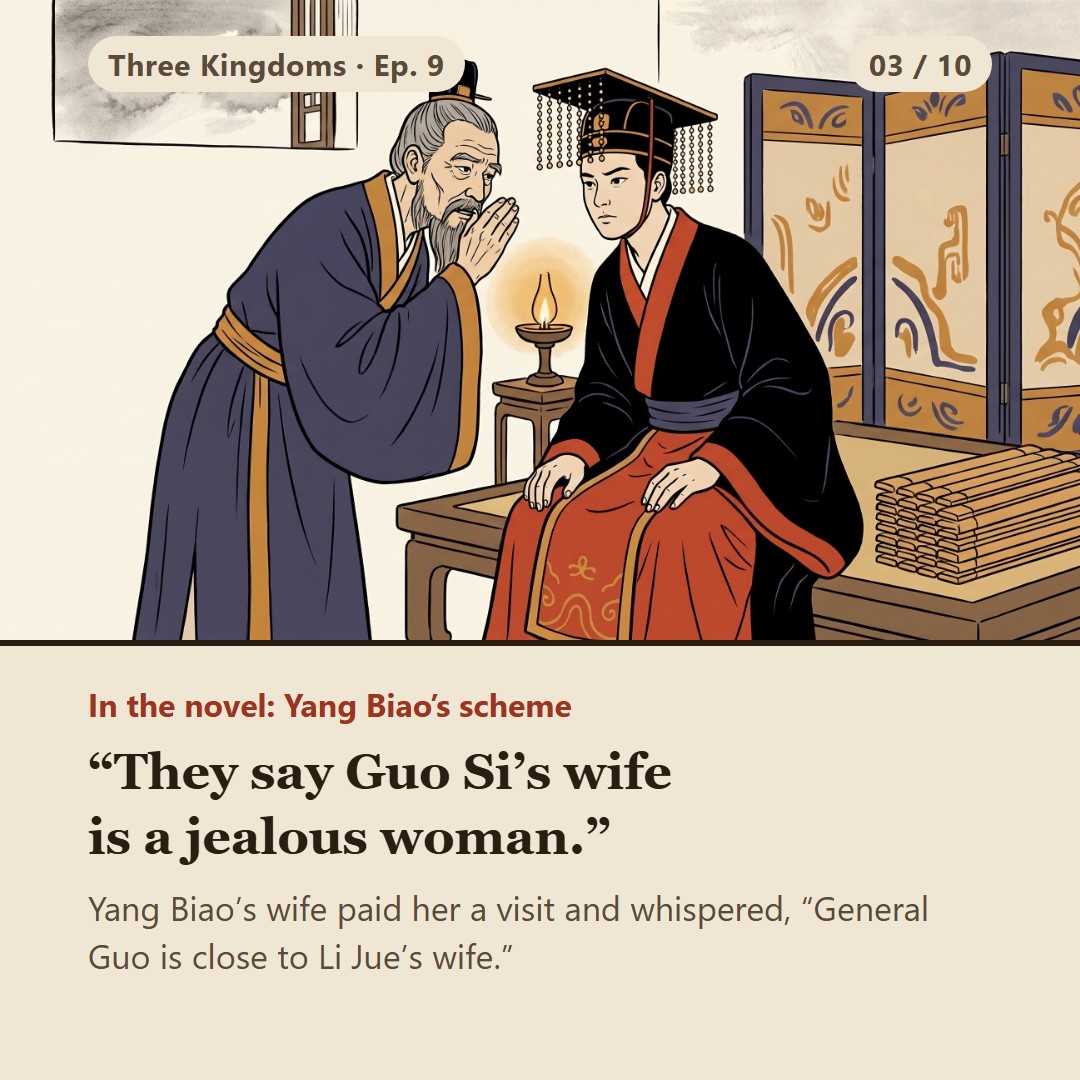 Three Kingdoms · Ep. 9
03 / 10
In the novel: Yang Biao’s scheme
“They say Guo Si’s wife
is a jealous woman.”
Yang Biao’s wife paid her a visit and whispered, “General
Guo is close to Li Jue’s wife.”